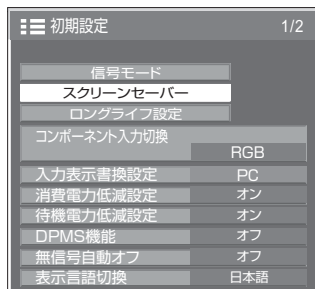 初期設定 1/2
信号モード
スクリーンセーバー
ロングライフ設定
コンポーネント入力切換
RGB
入力表示書換設定 PC
消費電力低減設定 オン
待機電力低減設定 オン
DPMS機能 オフ
無信号自動オフ オフ
表示言語切換 日本語